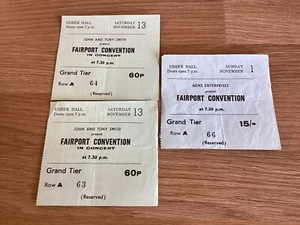 USHER HALL
Doors open 7 p.m.
SATURDAY
NOVEMBER 13
JOHN AND TONY SMITH
present
FAIRPORT CONVENTION
IN CONCERT
at 7.30 p.m.
Grand Tier 60P
Row A 64
(Reserved)
USHER HALL
Doors open 7 p.m.
SATURDAY
NOVEMBER 13
JOHN AND TONY SMITH
present
FAIRPORT CONVENTION
IN CONCERT
at 7.30 p.m.
Grand Tier 60P
Row A 63
(Reserved)
USHER HALL
Doors open 7 p.m.
SUNDAY
NOVEMBER 1
NEMS ENTERPRISES
presents
FAIRPORT CONVENTION
at 7.30 p.m.
Grand Tier 15/-
Row A 66
(Reserved)